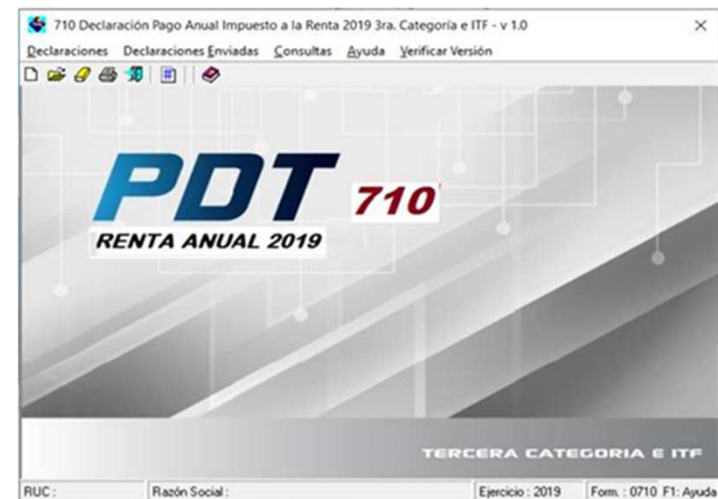 710 Declaración Pago Anual Impuesto a la Renta 2019 3ra. Categoría e ITF - v 1.0
Declaraciones Declaraciones Enviadas Consultas Ayuda Verificar Versión
PDT 710
RENTA ANUAL 2019
TERCERA CATEGORIA E ITF
RUC : Razón Social : Ejercicio : 2019 Form. : 0710 F1: Ayuda